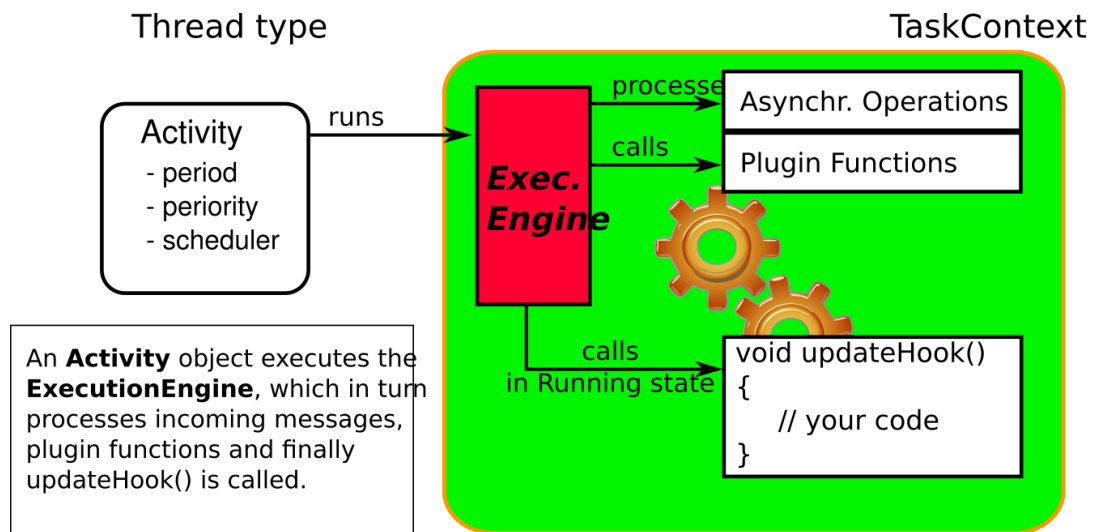 Thread type
TaskContext
Activity
- period
- periority
- scheduler
runs
Exec.
Engine
processe
Asynchr. Operations
calls
Plugin Functions
calls
in Running state
void updateHook()
{
// your code
}
An Activity object executes the
ExecutionEngine, which in turn
processes incoming messages,
plugin functions and finally
updateHook() is called.